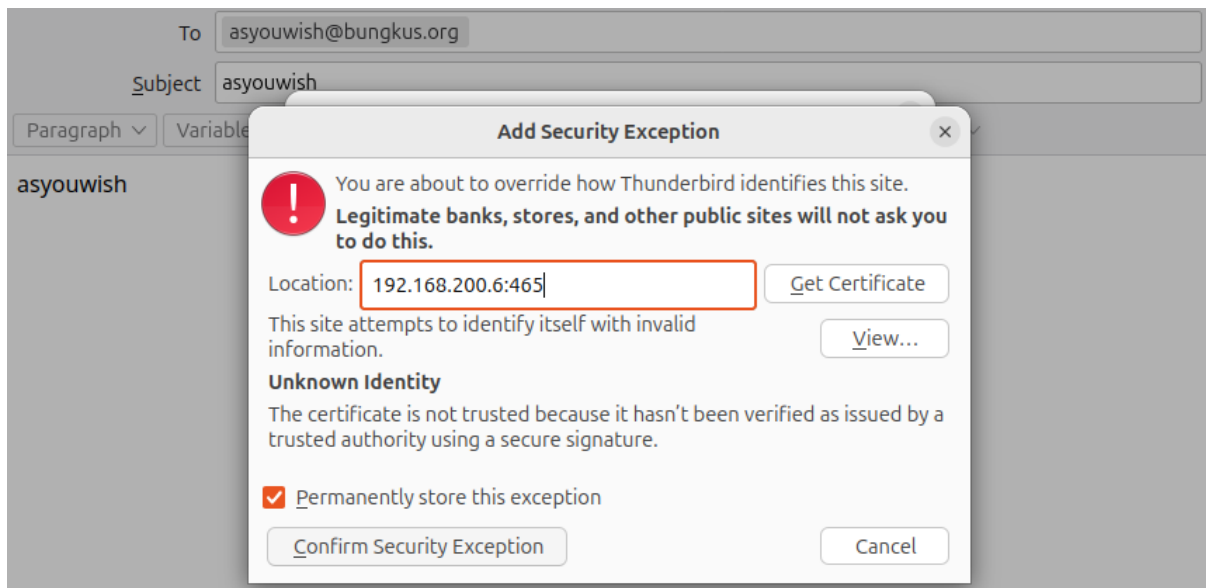 To asyouwish@bungkus.org
Subject asyouwish
Paragraph Variable
asyouwish
Add Security Exception
You are about to override how Thunderbird identifies this site.
Legitimate banks, stores, and other public sites will not ask you
to do this.
Location: 192.168.200.6:465 Get Certificate
This site attempts to identify itself with invalid
information.
View…
Unknown Identity
The certificate is not trusted because it hasn't been verified as issued by a
trusted authority using a secure signature.
Permanently store this exception
Confirm Security Exception Cancel